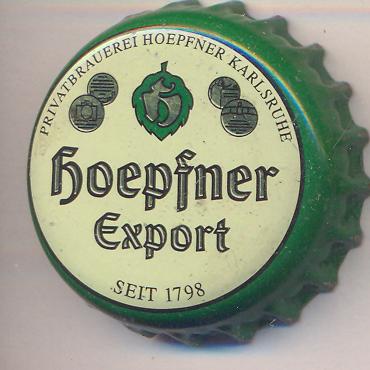 PRIVATBRAUEREI HOEPFNER KARLSRUHE
h
Hoepfner
Export
SEIT 1798